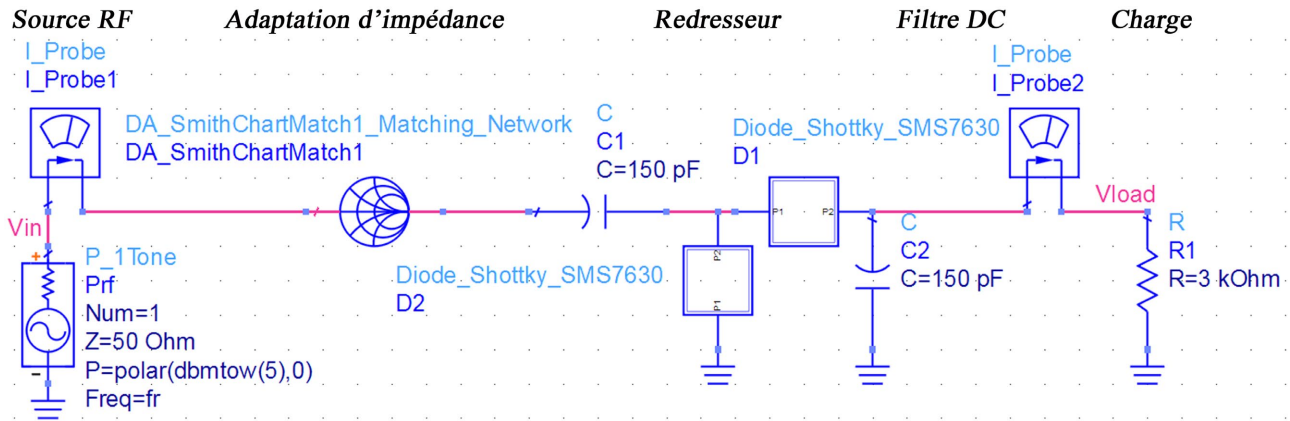 Source RF
Adaptation d'impédance
Redresseur
Filtre DC
Charge
I_Probe
I_Probe1
DA_SmithChartMatch1_Matching_Network
DA_SmithChartMatch1
C
C1
C=150 pF
Diode_Shottky_SMS7630
D1
P1
P2
I_Probe
I_Probe2
Vload
Vin
+
P_1Tone
Prf
Num=1
Z=50 Ohm
P=polar(dbmtow(5),0)
Freq=fr
-
Diode_Shottky_SMS7630
D2
P2
P1
C
C2
C=150 pF
R
R1
R=3 kOhm